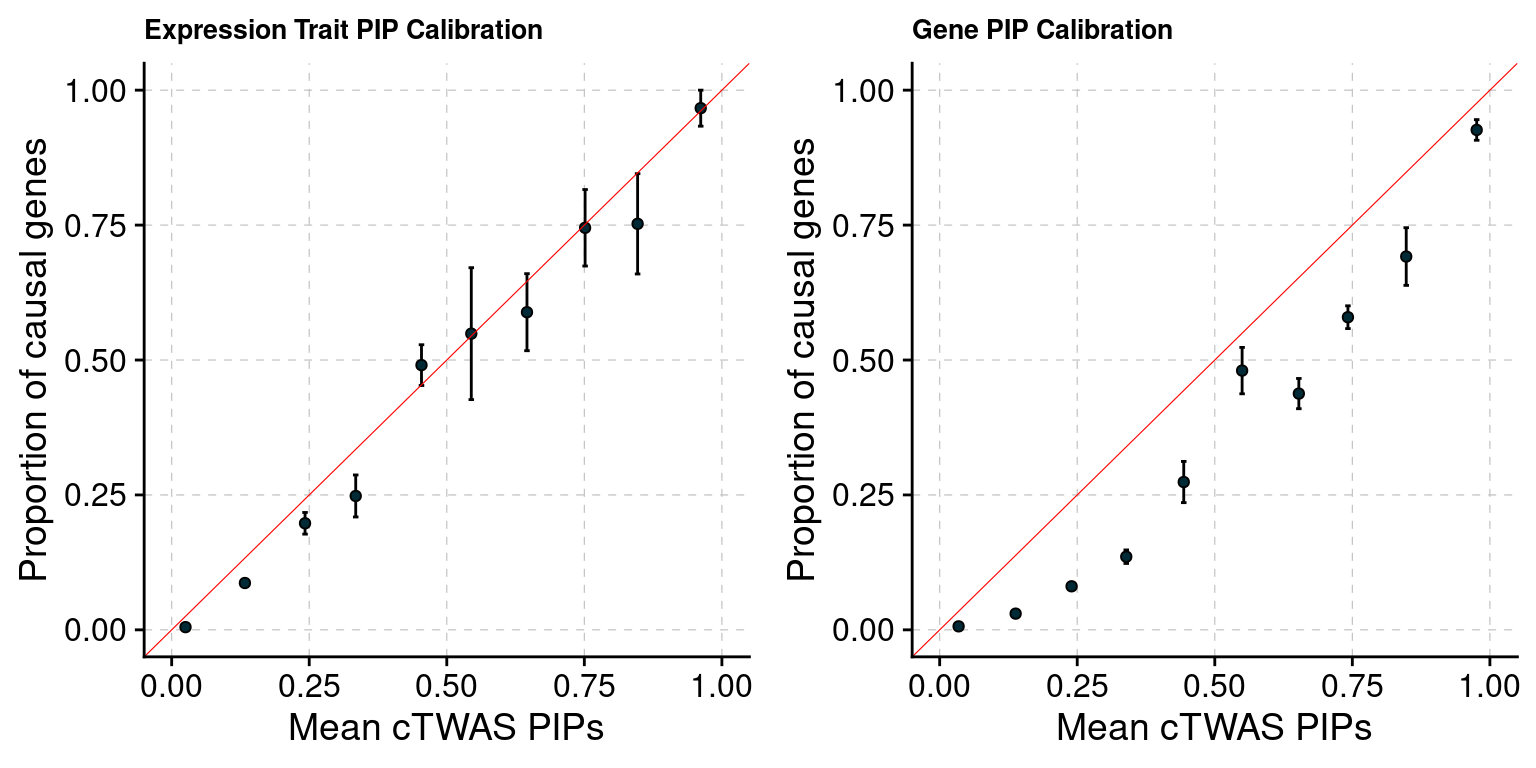 Expression Trait PIP Calibration
Proportion of causal genes
1.00
0.75
0.50
0.25
0.00
0.00 0.25 0.50 0.75 1.00
Mean cTWAS PIPs
Gene PIP Calibration
Proportion of causal genes
1.00
0.75
0.50
0.25
0.00
0.00 0.25 0.50 0.75 1.00
Mean cTWAS PIPs